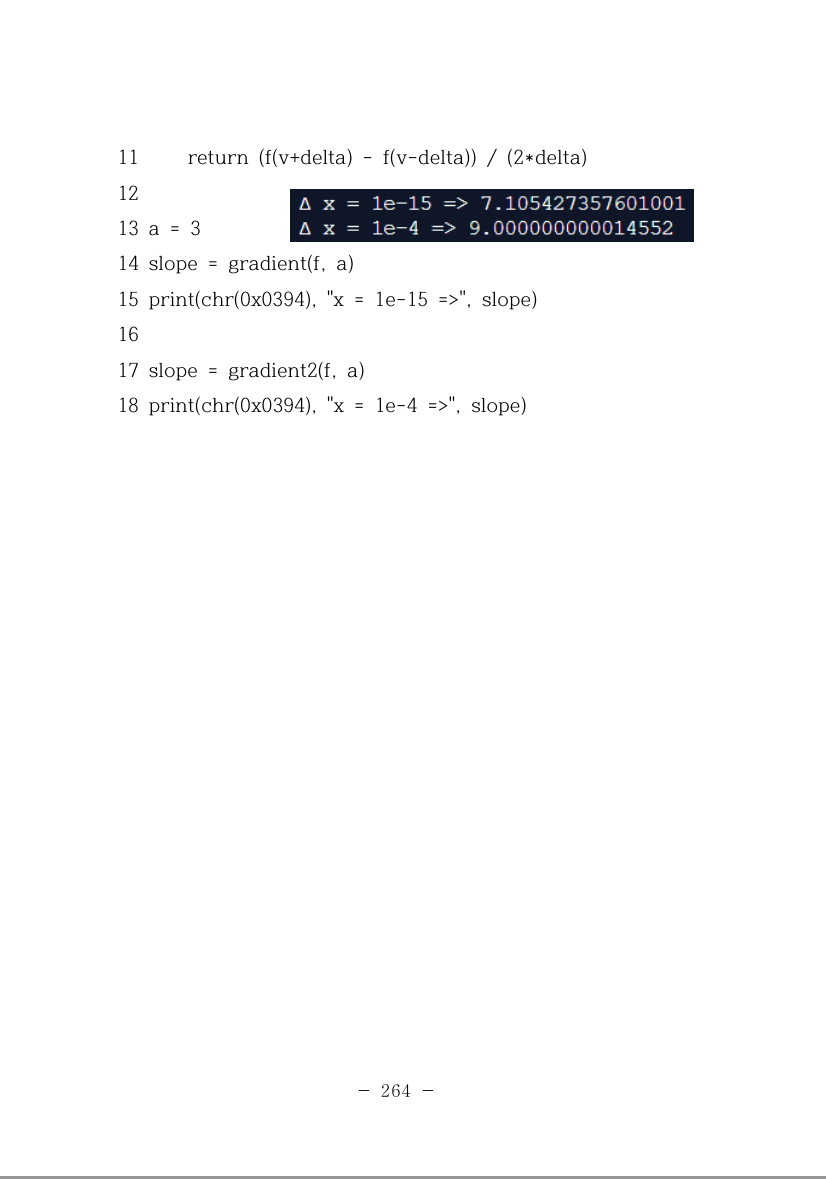 11     return (f(v+delta) - f(v-delta)) / (2*delta)
12
Δ x = 1e-15 => 7.105427357601001
Δ x = 1e-4 => 9.000000000014552
13 a = 3
14 slope = gradient(f, a)
15 print(chr(0x0394), "x = 1e-15 =>", slope)
16
17 slope = gradient2(f, a)
18 print(chr(0x0394), "x = 1e-4 =>", slope)
- 264 -